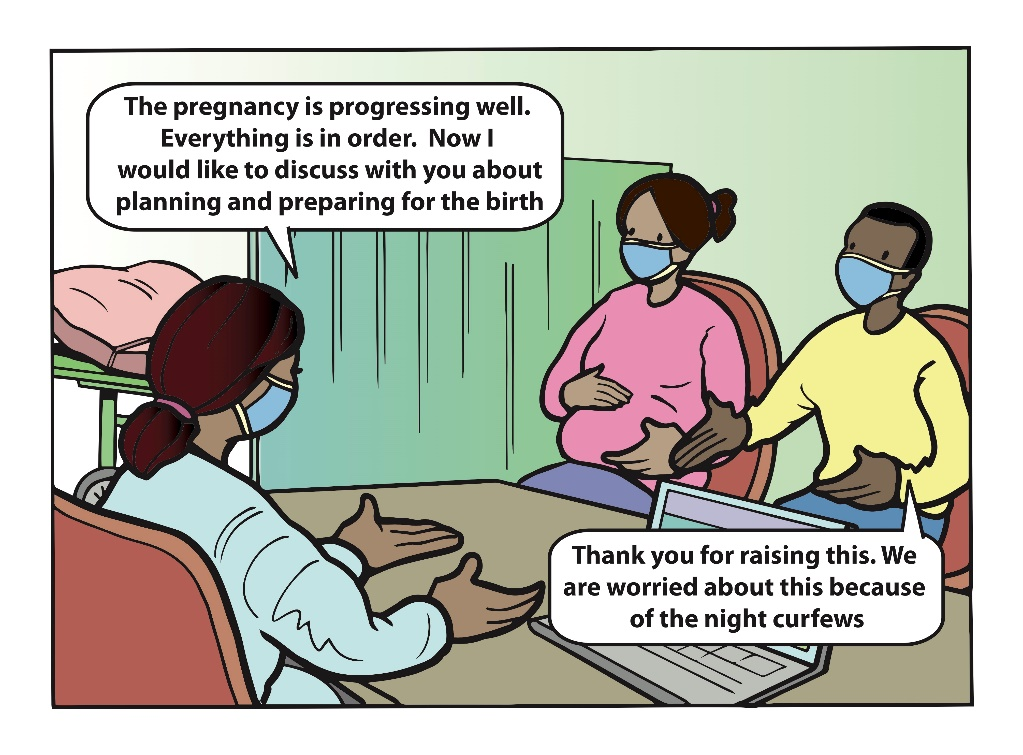 The pregnancy is progressing well.
Everything is in order.  Now I
would like to discuss with you about
planning and preparing for the birth
Thank you for raising this. We
are worried about this because
of the night curfews